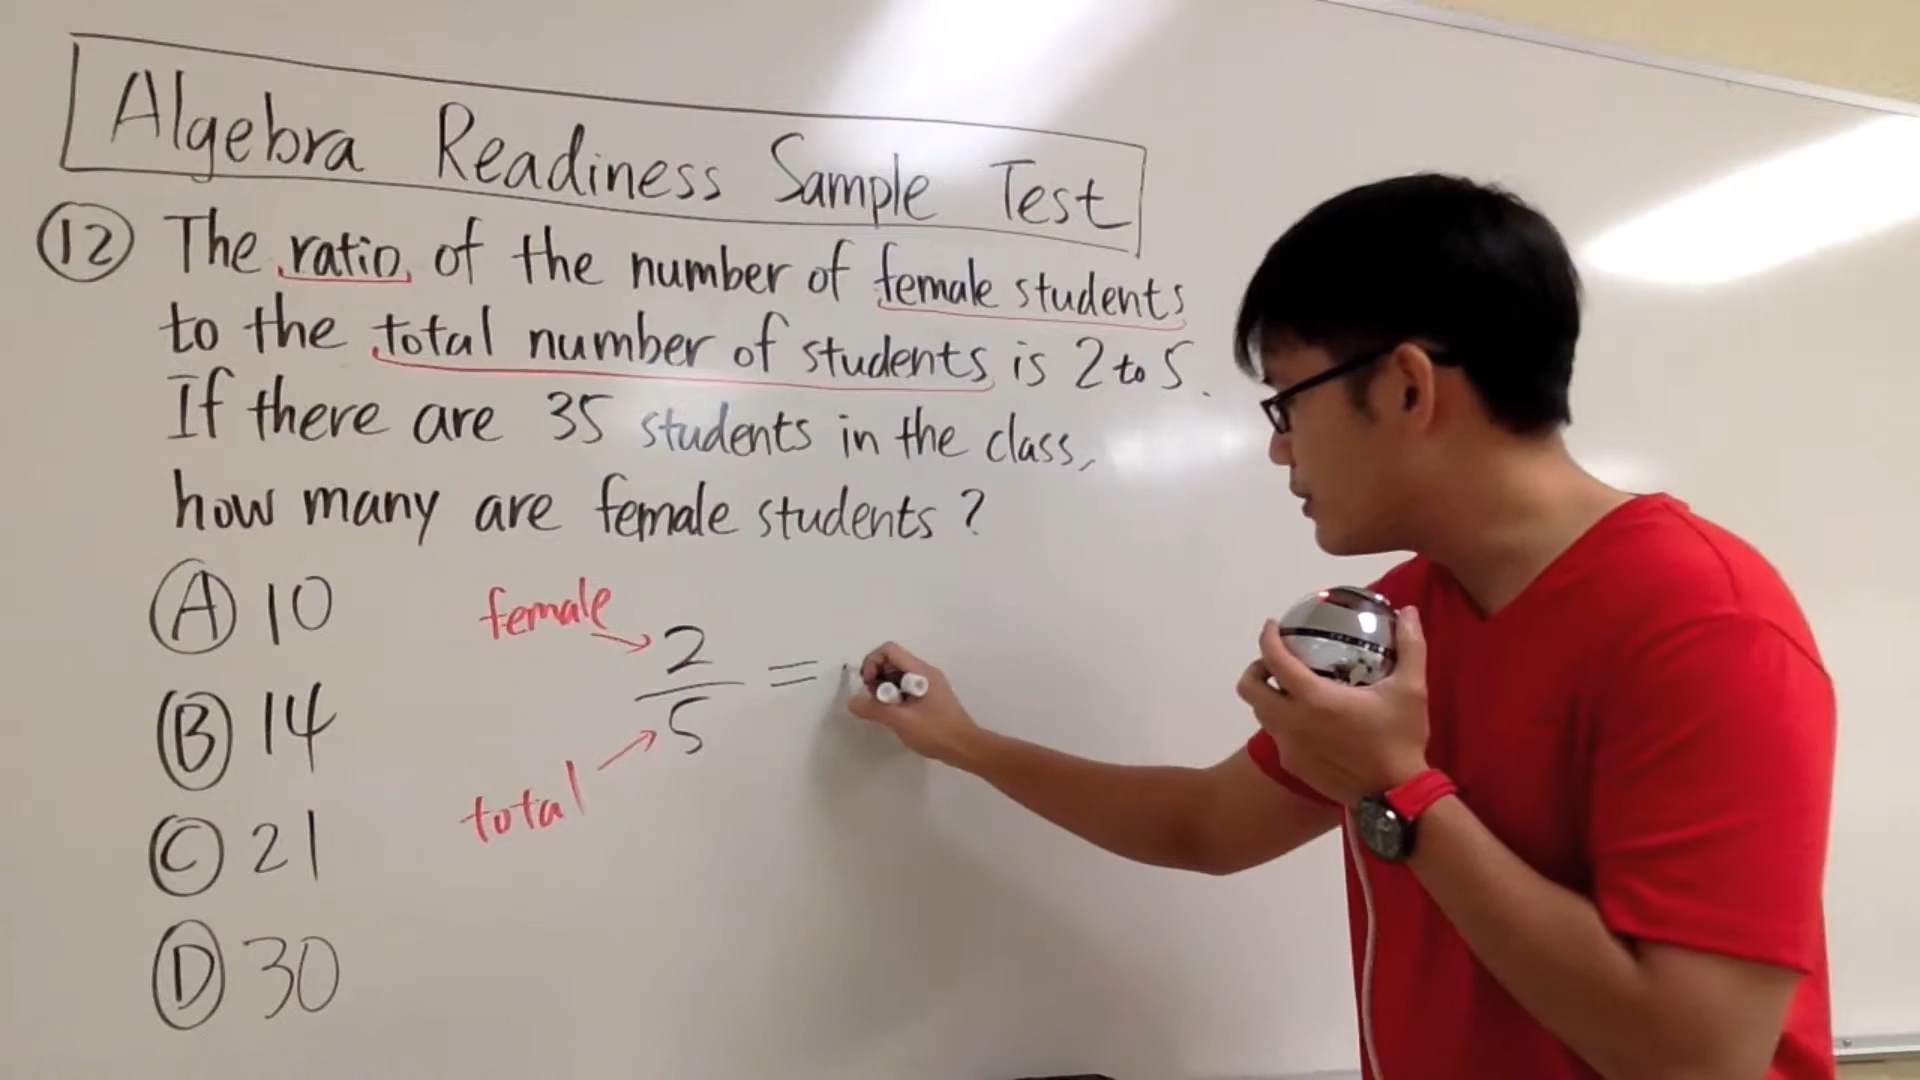 Algebra Readiness Sample Test
12 The ratio of the number of female students
to the total number of students is 2 to 5.
If there are 35 students in the class,
how many are female students?
A 10
B 14
C 21
D 30
female
2
5
=
total